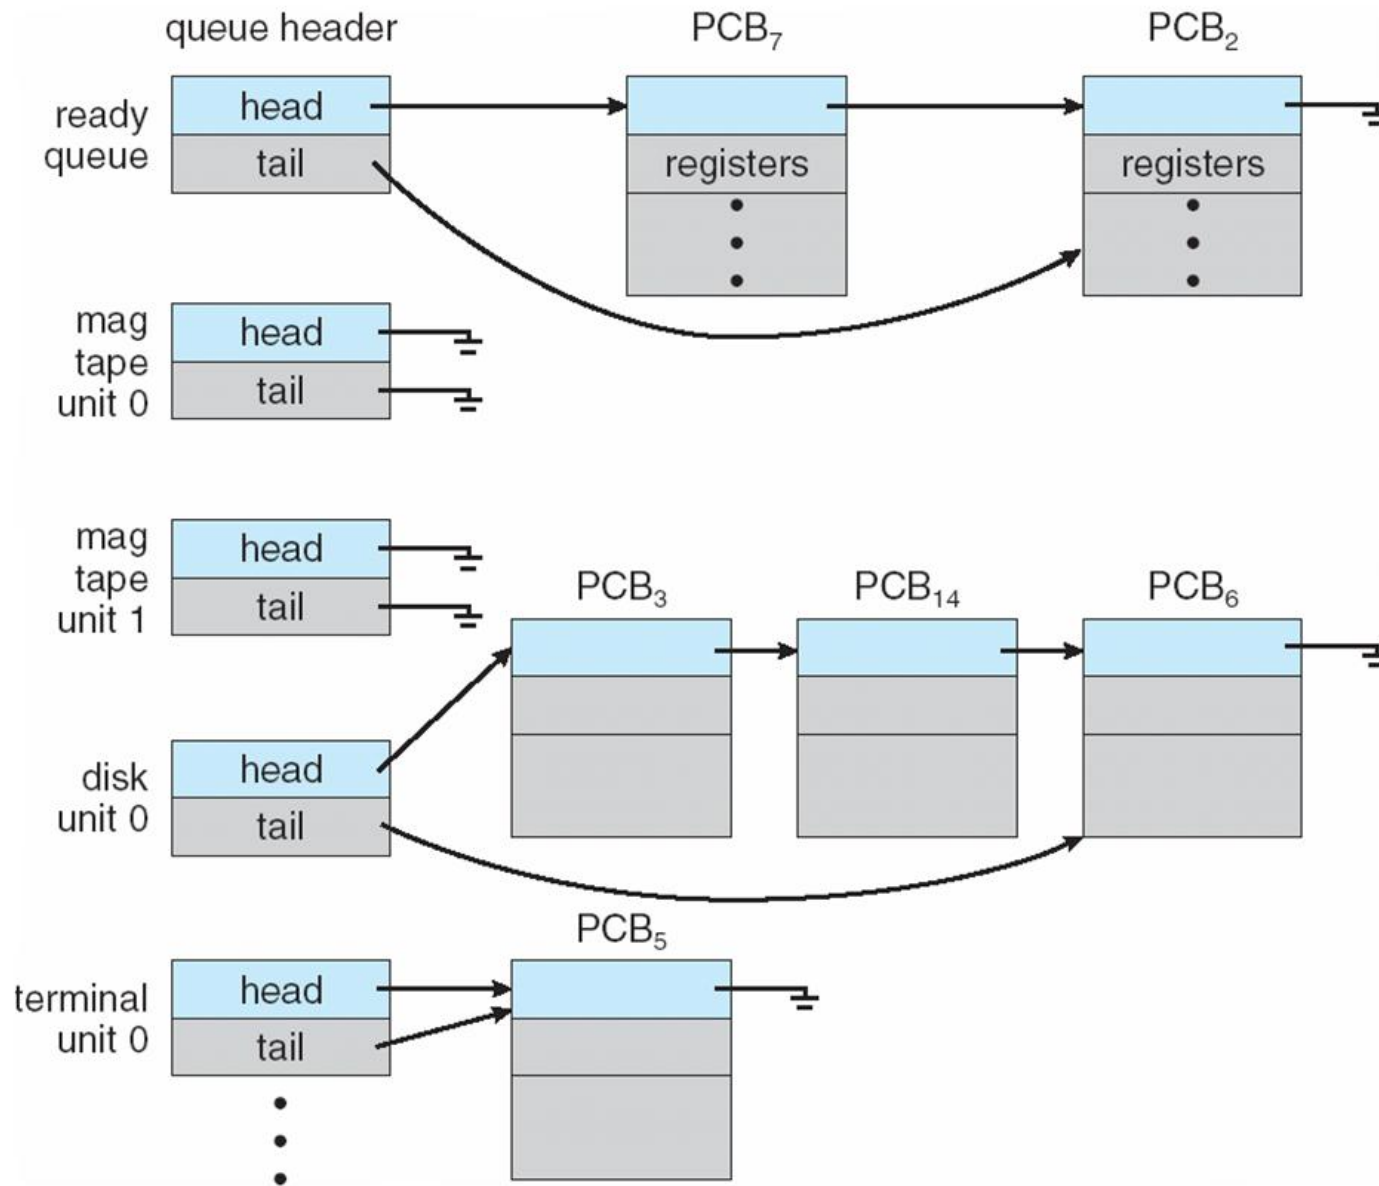 queue header
PCB₇
PCB₂
ready
queue
head
tail
registers
registers
mag
tape
unit 0
head
tail
mag
tape
unit 1
head
tail
PCB₃
PCB₁₄
PCB₆
disk
unit 0
head
tail
PCB₅
terminal
unit 0
head
tail